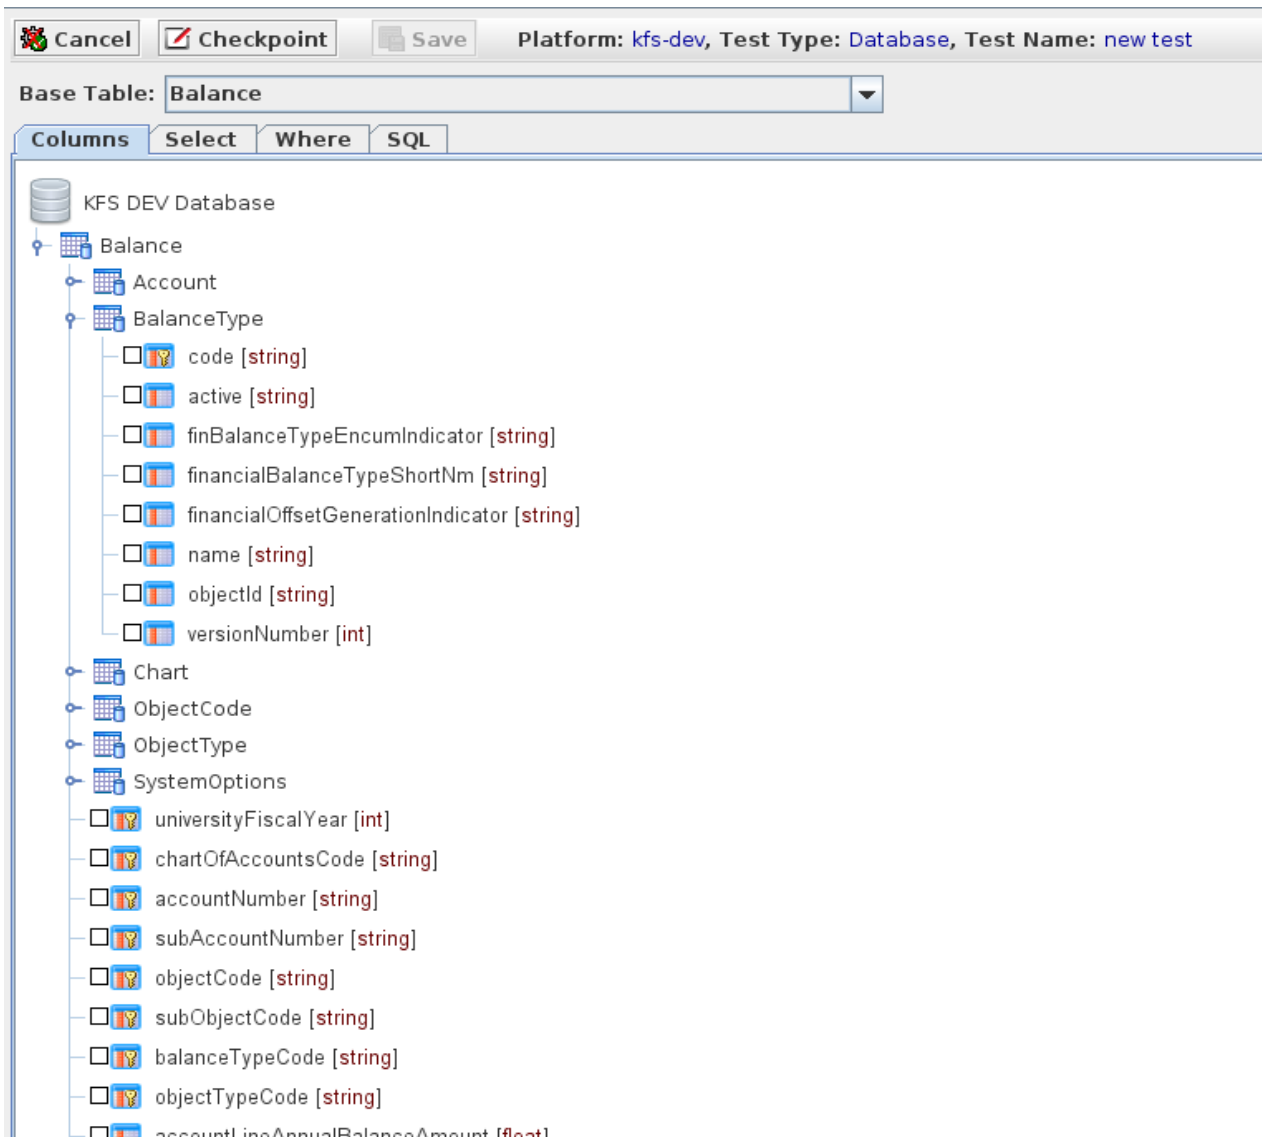 Cancel Checkpoint Save Platform: kfs-dev, Test Type: Database, Test Name: new test
Base Table: Balance
Columns Select Where SQL
KFS DEV Database
Balance
Account
BalanceType
code [string]
active [string]
finBalanceTypeEncumIndicator [string]
financialBalanceTypeShortNm [string]
financialOffsetGenerationIndicator [string]
name [string]
objectId [string]
versionNumber [int]
Chart
ObjectCode
ObjectType
SystemOptions
universityFiscalYear [int]
chartOfAccountsCode [string]
accountNumber [string]
subAccountNumber [string]
objectCode [string]
subObjectCode [string]
balanceTypeCode [string]
objectTypeCode [string]
accountLineAnnualBalanceAmount [float]